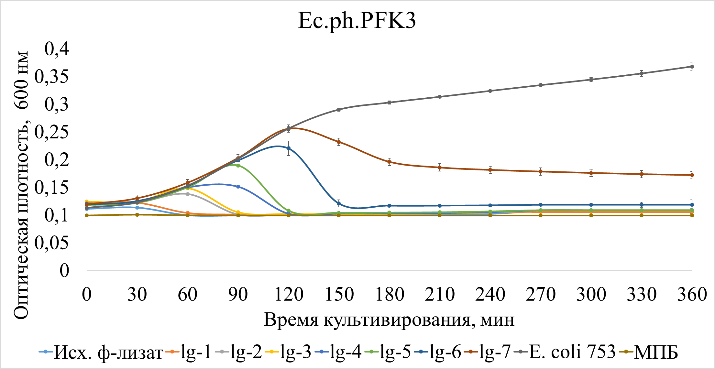 Ec.ph.PFK3
Оптическая плотность, 600 нм
0,4
0,35
0,3
0,25
0,2
0,15
0,1
0,05
0
0 30 60 90 120 150 180 210 240 270 300 330 360
Время культивирования, мин
Исх. ф-лизат lg-1 lg-2 lg-3 lg-4 lg-5 lg-6 lg-7 E. coli 753 МПБ